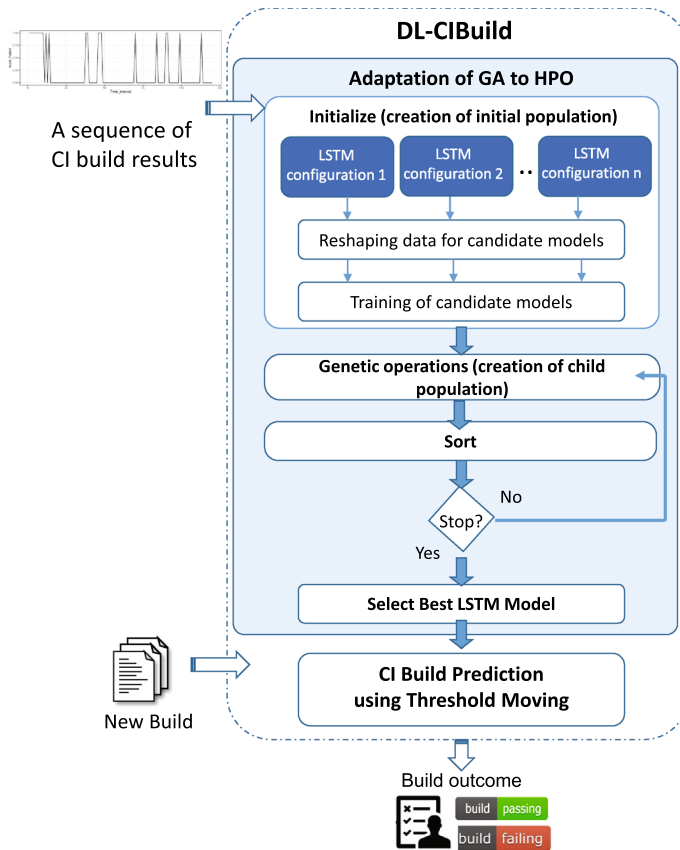 DL-CIBuild
Adaptation of GA to HPO
Time_Interval
A sequence of
CI build results
Initialize (creation of initial population)
LSTM
configuration 1
LSTM
configuration 2
..
LSTM
configuration n
Reshaping data for candidate models
Training of candidate models
Genetic operations (creation of child
population)
Sort
No
Stop?
Yes
Select Best LSTM Model
CI Build Prediction
using Threshold Moving
New Build
Build outcome
build passing
build failing